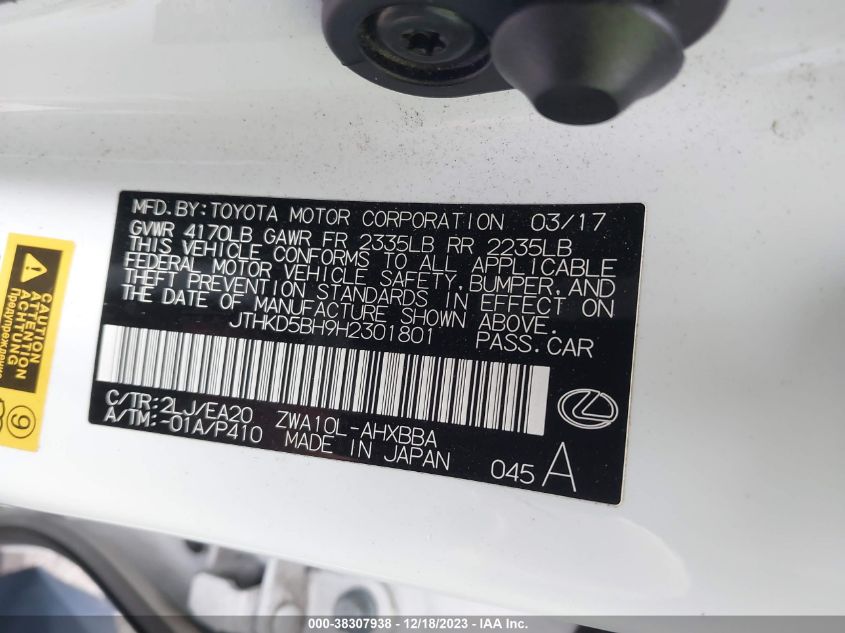 MFD.BY:TOYOTA MOTOR CORPORATION 03/17
GVWR 4170LB GAWR FR 2335LB RR 2235LB
THIS VEHICLE CONFORMS TO ALL APPLICABLE
FEDERAL MOTOR VEHICLE SAFETY,BUMPER,AND
THEFT PREVENTION STANDARDS IN EFFECT ON
THE DATE OF MANUFACTURE SHOWN ABOVE.
JTHKD5BH9H2301801 PASS.CAR
C/TR:2LJ/EA20 ZWA10L-AHXBBA
A/TM:-01A/P410 MADE IN JAPAN
045 A
CAUTION
ATTENTION
ACHTUNG
Предупреждение
9
000-38307938 - 12/18/2023 - IAA Inc.